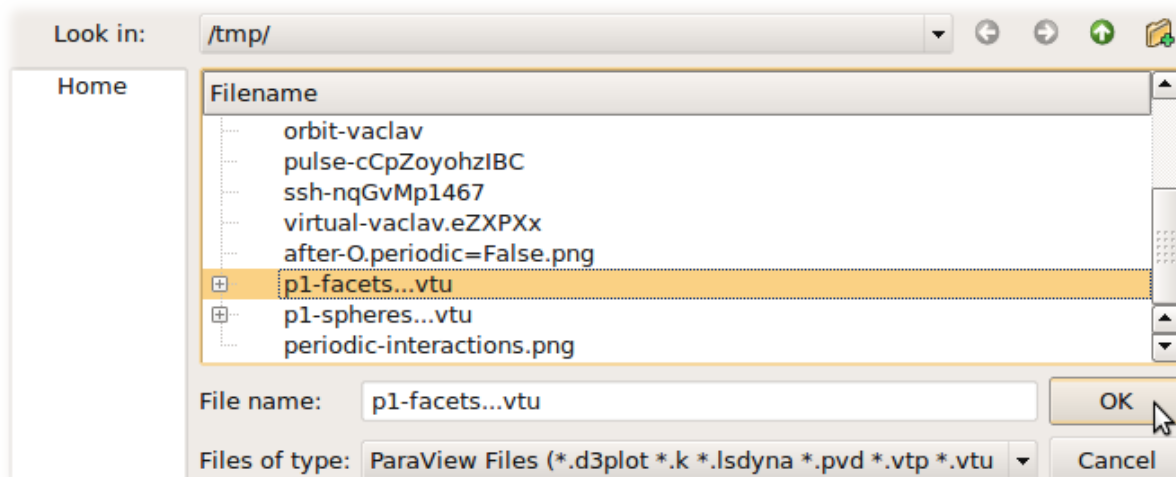 Look in: /tmp/
Home
Filename
orbit-vaclav
pulse-cCpZoyohzIBC
ssh-nqGvMp1467
virtual-vaclav.eZXPXx
after-O.periodic=False.png
p1-facets...vtu
p1-spheres...vtu
periodic-interactions.png
File name: p1-facets...vtu OK
Files of type: ParaView Files (*.d3plot *.k *.lsdyna *.pvd *.vtp *.vtu Cancel